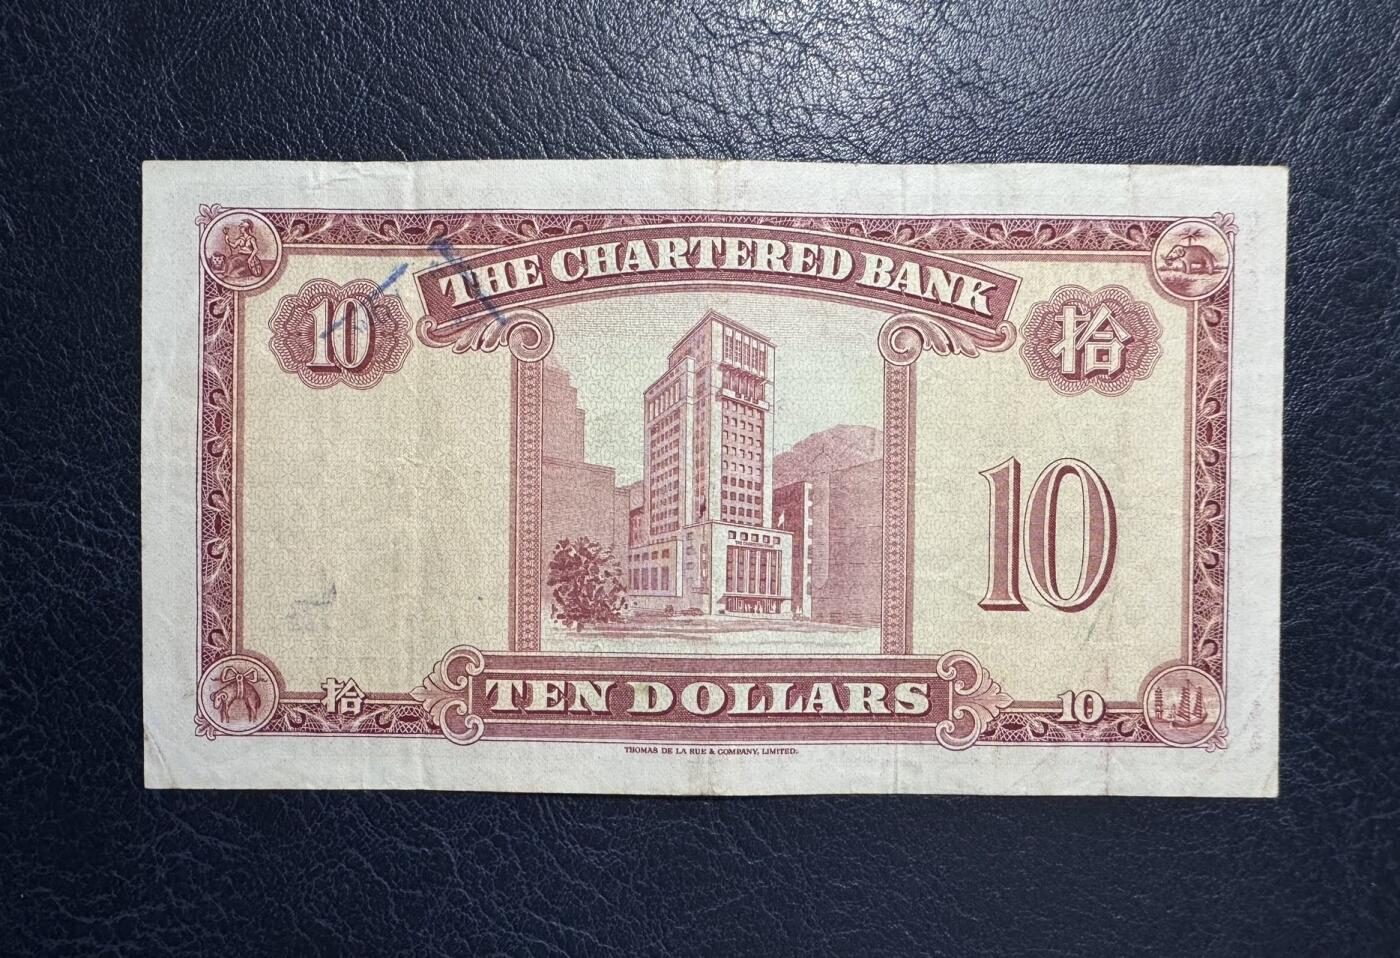 THE CHARTERED BANK
10
拾
10
拾
TEN DOLLARS
10
THOMAS DE LA RUE & COMPANY, LIMITED.